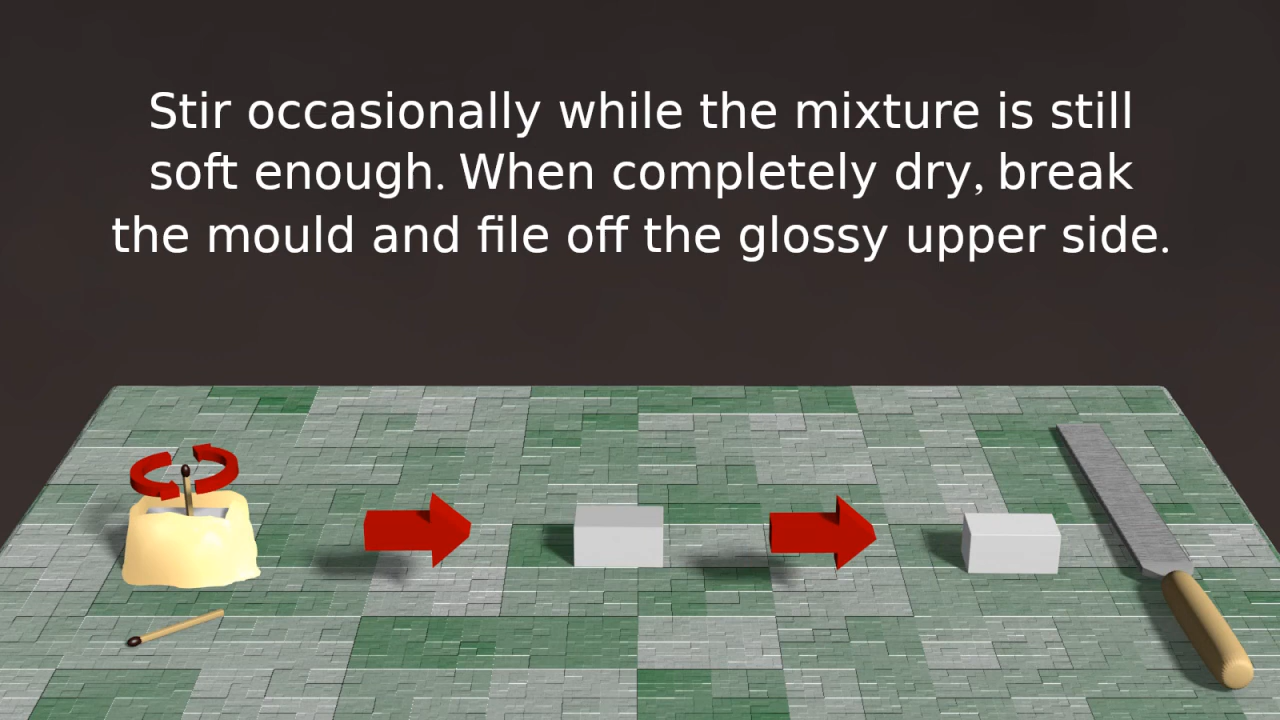 Stir occasionally while the mixture is still
soft enough. When completely dry, break
the mould and file off the glossy upper side.